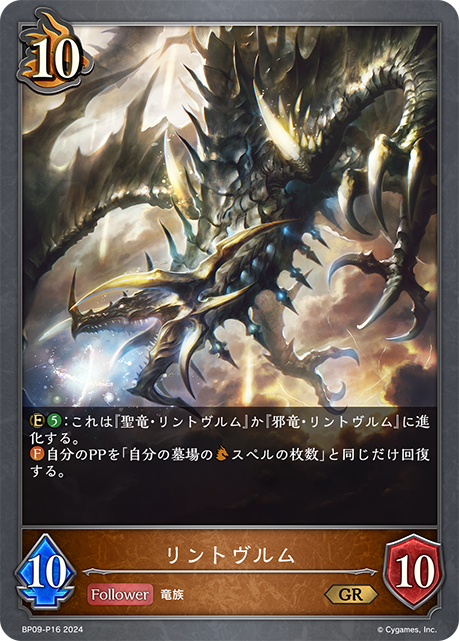 10
E5：これは『聖竜・リントヴルム』か『邪竜・リントヴルム』に進
化する。
F自分のPPを「自分の墓場のスペルの枚数」と同じだけ回復
する。
リントヴルム
10
Follower 竜族
GR
10
BP09-P16 2024
© Cygames, Inc.